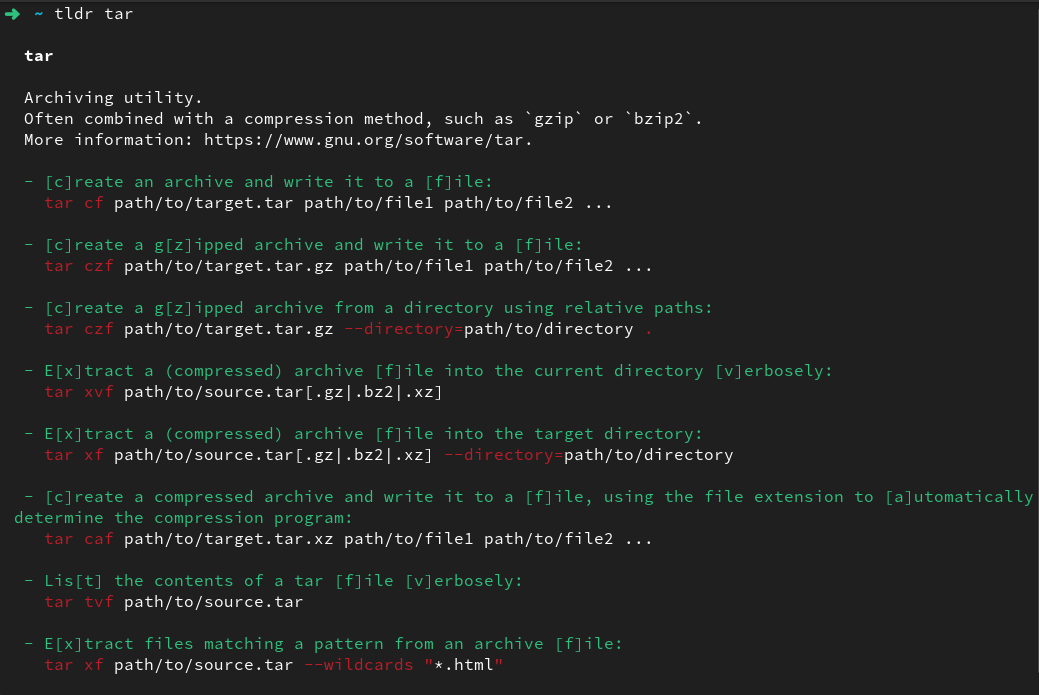 ➜ ~ tldr tar
tar
Archiving utility.
Often combined with a compression method, such as `gzip` or `bzip2`.
More information: https://www.gnu.org/software/tar.
- [c]reate an archive and write it to a [f]ile:
tar cf path/to/target.tar path/to/file1 path/to/file2 ...
- [c]reate a g[z]ipped archive and write it to a [f]ile:
tar czf path/to/target.tar.gz path/to/file1 path/to/file2 ...
- [c]reate a g[z]ipped archive from a directory using relative paths:
tar czf path/to/target.tar.gz --directory=path/to/directory .
- E[x]tract a (compressed) archive [f]ile into the current directory [v]erbosely:
tar xvf path/to/source.tar[.gz|.bz2|.xz]
- E[x]tract a (compressed) archive [f]ile into the target directory:
tar xf path/to/source.tar[.gz|.bz2|.xz] --directory=path/to/directory
- [c]reate a compressed archive and write it to a [f]ile, using the file extension to [a]utomatically
determine the compression program:
tar caf path/to/target.tar.xz path/to/file1 path/to/file2 ...
- Lis[t] the contents of a tar [f]ile [v]erbosely:
tar tvf path/to/source.tar
- E[x]tract files matching a pattern from an archive [f]ile:
tar xf path/to/source.tar --wildcards "*.html"